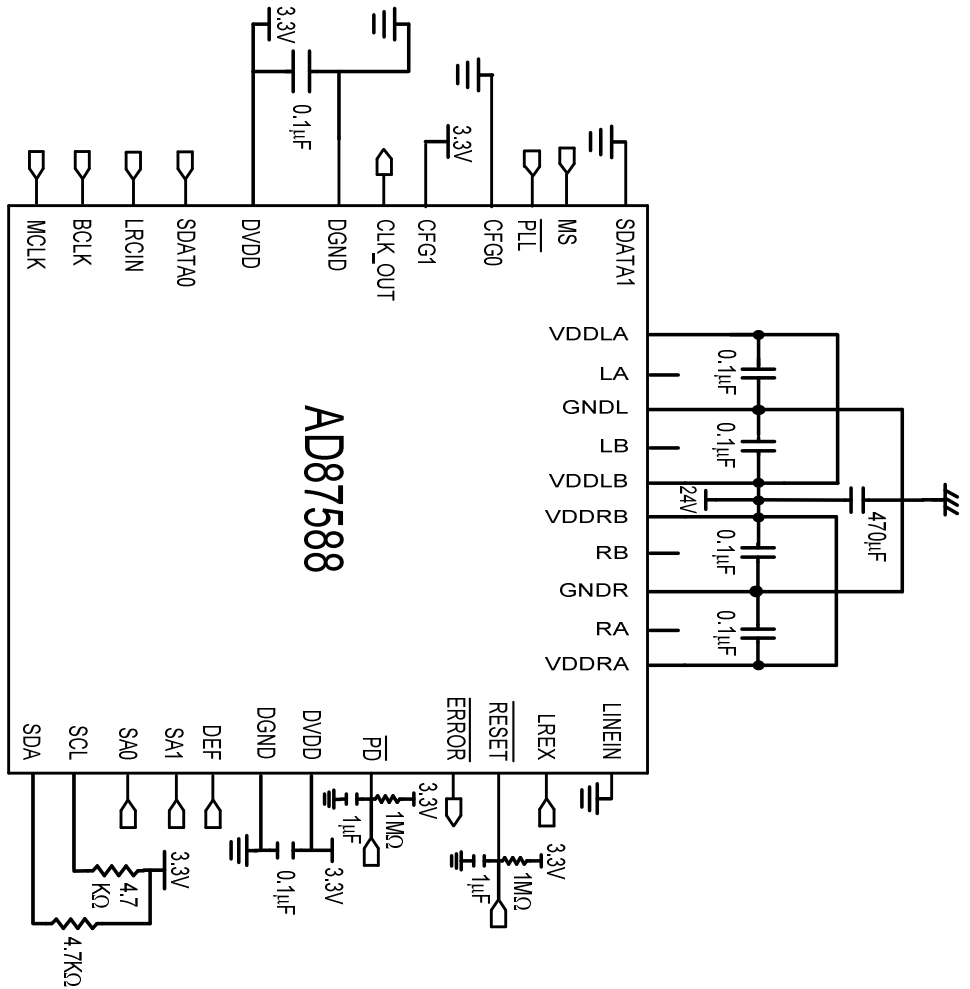 3.3V
0.1μF
3.3V
MCLK
BCLK
LRCIN
SDATA0
DVDD
DGND
CLK_OUT
CFG1
CFG0
PLL
MS
SDATA1
VDDLA
LA
GNDL
LB
VDDLB
VDDRB
RB
GNDR
RA
VDDRA
0.1μF
0.1μF
24V
470μF
0.1μF
0.1μF
AD87588
SDA
SCL
SA0
SA1
DEF
DGND
DVDD
PD
ERROR
RESET
LREX
LINEIN
3.3V
1MΩ
1μF
3.3V
1MΩ
1μF
3.3V
0.1μF
3.3V
4.7
KΩ
4.7KΩ